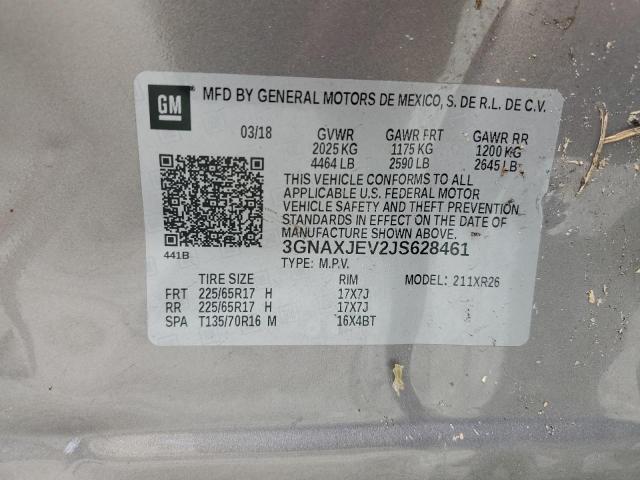 GM MFD BY GENERAL MOTORS DE MEXICO, S. DE R.L. DE C.V.
03/18 GVWR GAWR FRT GAWR RR
2025 KG 1175 KG 1200 KG
4464 LB 2590 LB 2645 LB
THIS VEHICLE CONFORMS TO ALL
APPLICABLE U.S. FEDERAL MOTOR
VEHICLE SAFETY AND THEFT PREVENTION
STANDARDS IN EFFECT ON THE DATE OF
MANUFACTURE SHOWN ABOVE.
3GNAXJEV2JS628461
441B TYPE: M.P.V.
TIRE SIZE RIM MODEL: 211XR26
FRT 225/65R17 H 17X7J
RR 225/65R17 H 17X7J
SPA T135/70R16 M 16X4BT